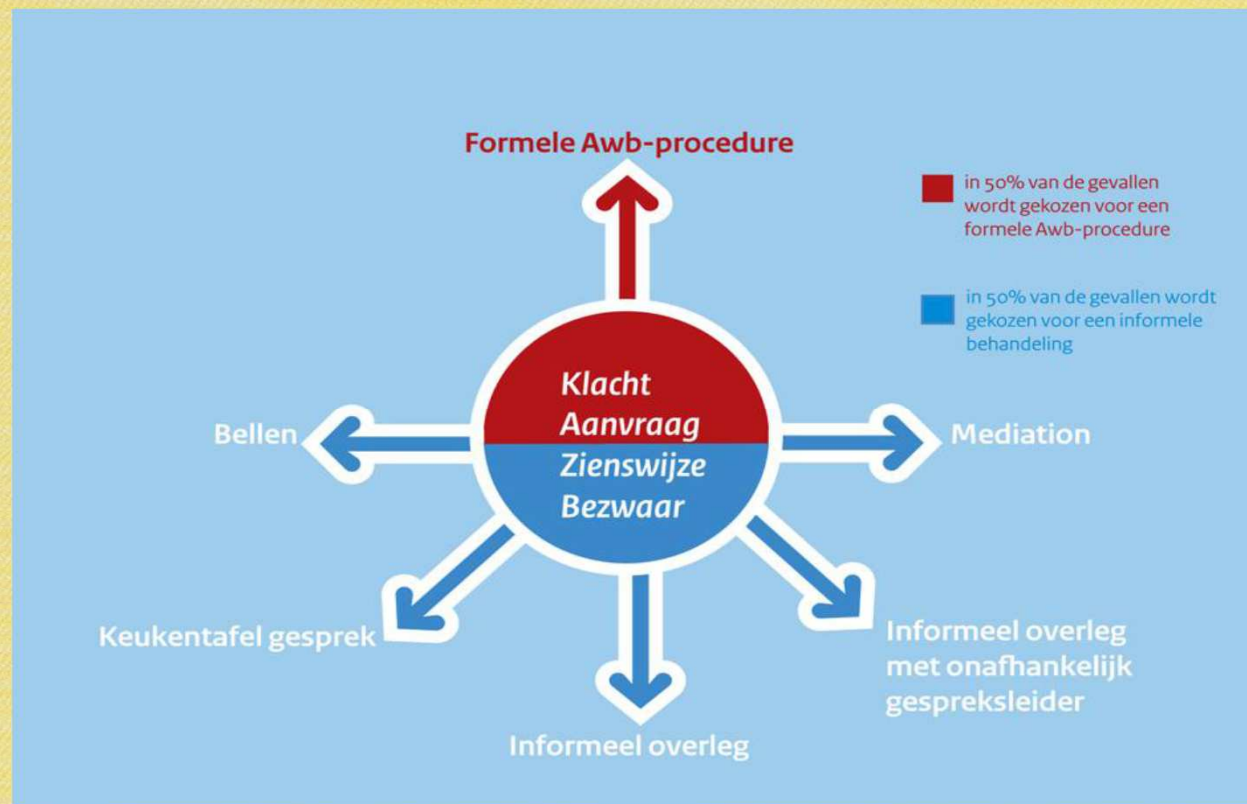 Formele Awb-procedure
in 50% van de gevallen
wordt gekozen voor een
formele Awb-procedure
in 50% van de gevallen wordt
gekozen voor een informele
behandeling
Klacht
Aanvraag
Zienswijze
Bezwaar
Bellen
Mediation
Keukentafel gesprek
Informeel overleg
met onafhankelijk
gespreksleider
Informeel overleg